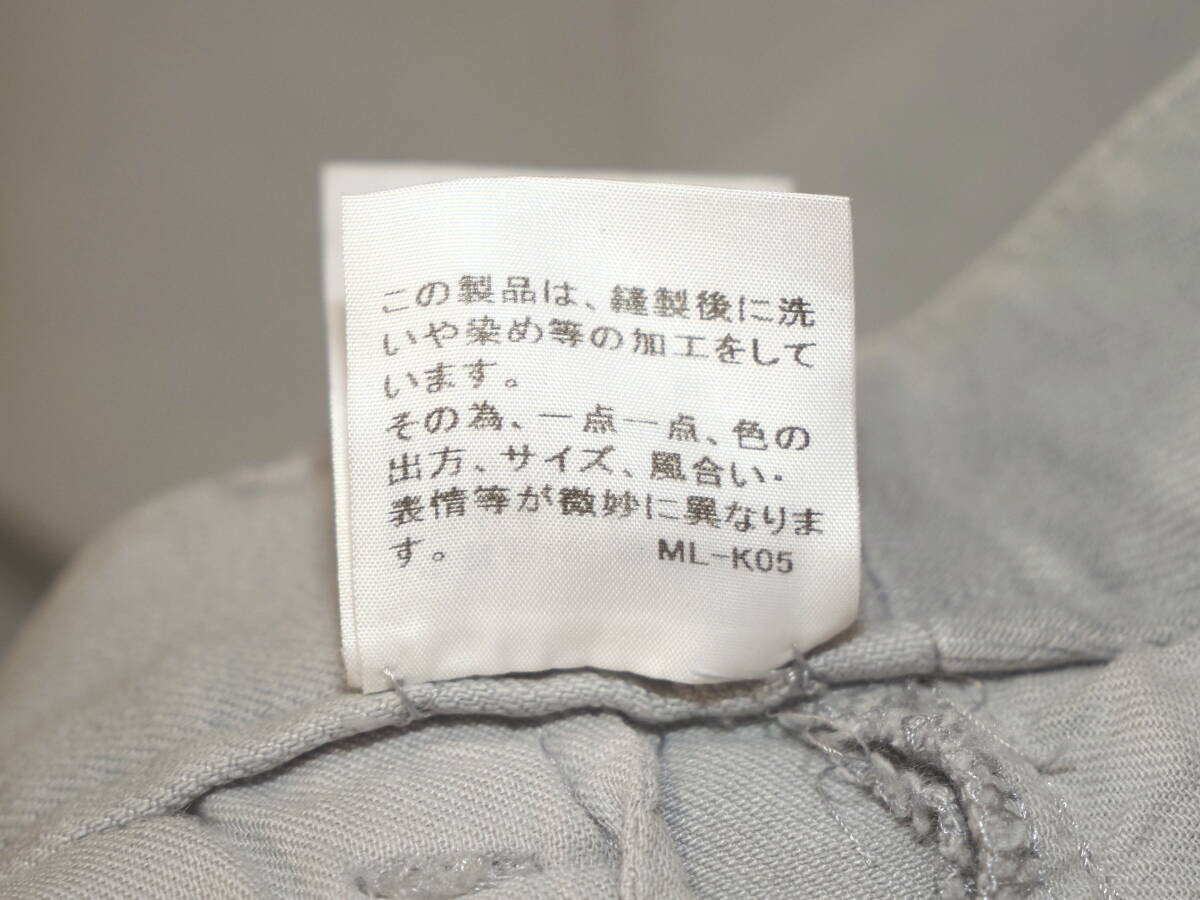 この製品は、縫製後に洗
いや染め等の加工をして
います。
その為、一点一点、色の
出方、サイズ、風合い・
表情等が微妙に異なりま
す。 ML-K05